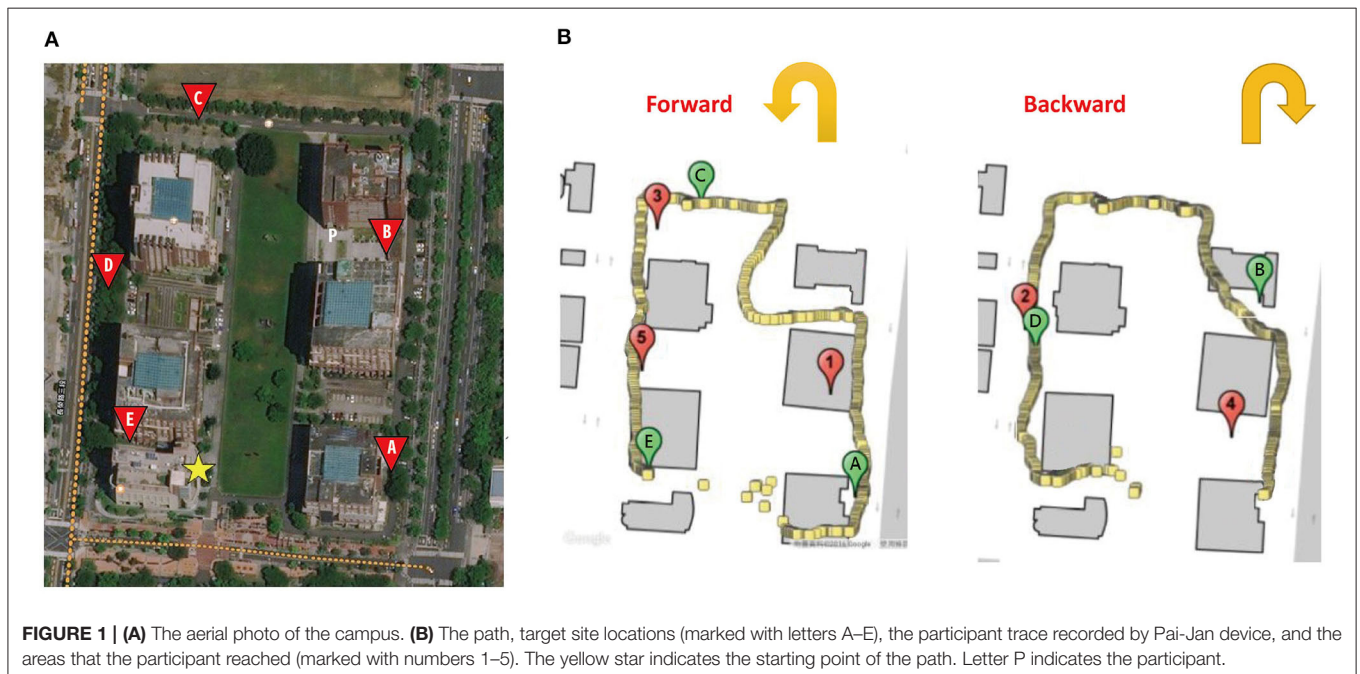 A
B
C
P
B
D
E
A
Forward
Backward
C
3
5
1
E
A
Google
B
2
D
4
FIGURE 1 | (A) The aerial photo of the campus. (B) The path, target site locations (marked with letters A–E), the participant trace recorded by Pai-Jan device, and the
areas that the participant reached (marked with numbers 1–5). The yellow star indicates the starting point of the path. Letter P indicates the participant.